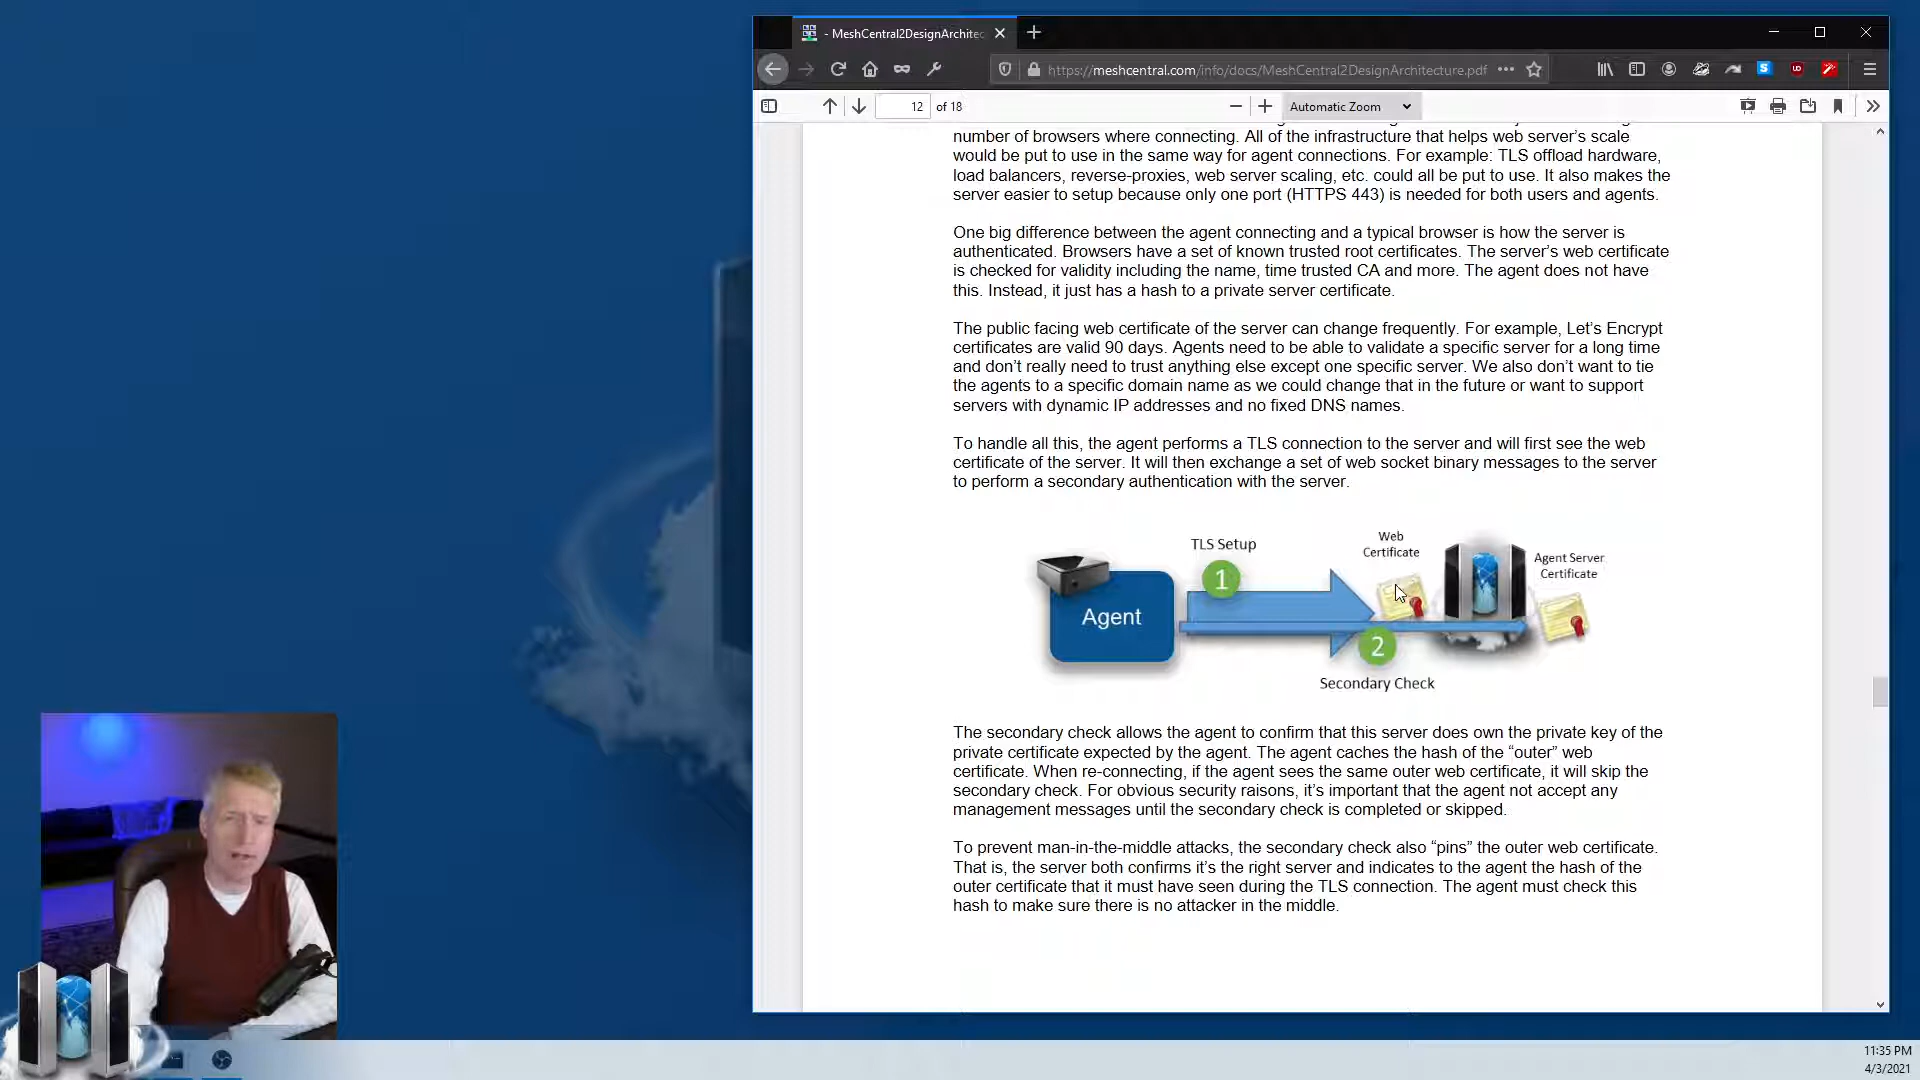 - MeshCentral2DesignArchitec
https://meshcentral.com/info/docs/MeshCentral2DesignArchitecture.pdf
12 of 18
Automatic Zoom
number of browsers where connecting. All of the infrastructure that helps web server's scale
would be put to use in the same way for agent connections. For example: TLS offload hardware,
load balancers, reverse-proxies, web server scaling, etc. could all be put to use. It also makes the
server easier to setup because only one port (HTTPS 443) is needed for both users and agents.
One big difference between the agent connecting and a typical browser is how the server is
authenticated. Browsers have a set of known trusted root certificates. The server's web certificate
is checked for validity including the name, time trusted CA and more. The agent does not have
this. Instead, it just has a hash to a private server certificate.
The public facing web certificate of the server can change frequently. For example, Let's Encrypt
certificates are valid 90 days. Agents need to be able to validate a specific server for a long time
and don't really need to trust anything else except one specific server. We also don't want to tie
the agents to a specific domain name as we could change that in the future or want to support
servers with dynamic IP addresses and no fixed DNS names.
To handle all this, the agent performs a TLS connection to the server and will first see the web
certificate of the server. It will then exchange a set of web socket binary messages to the server
to perform a secondary authentication with the server.
TLS Setup
Web
Certificate
Agent Server
Certificate
1
Agent
2
Secondary Check
The secondary check allows the agent to confirm that this server does own the private key of the
private certificate expected by the agent. The agent caches the hash of the “outer” web
certificate. When re-connecting, if the agent sees the same outer web certificate, it will skip the
secondary check. For obvious security raisons, it's important that the agent not accept any
management messages until the secondary check is completed or skipped.
To prevent man-in-the-middle attacks, the secondary check also “pins” the outer web certificate.
That is, the server both confirms it's the right server and indicates to the agent the hash of the
outer certificate that it must have seen during the TLS connection. The agent must check this
hash to make sure there is no attacker in the middle.
11:35 PM
4/3/2021